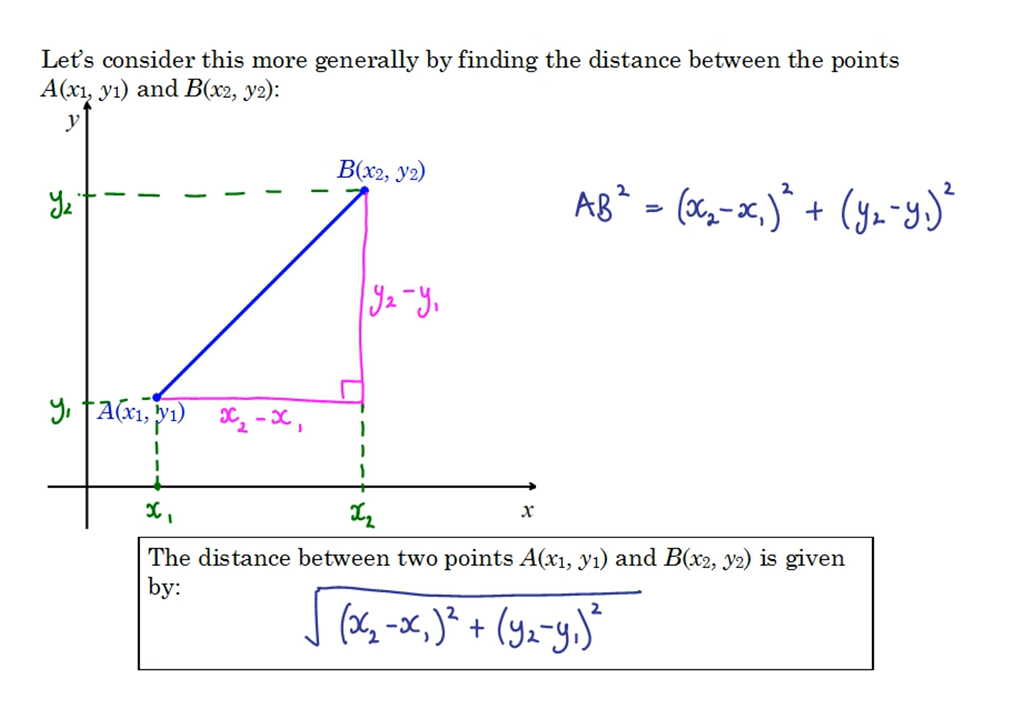 Let's consider this more generally by finding the distance between the points
A(x₁, y₁) and B(x₂, y₂):
y
B(x₂, y₂)
y₂
AB² = (x₂-x₁)² + (y₂-y₁)²
y₂-y₁
y₁
A(x₁, y₁)
x₂-x₁
x₁
x₂
x
The distance between two points A(x₁, y₁) and B(x₂, y₂) is given
by:
√((x₂-x₁)² + (y₂-y₁)²)